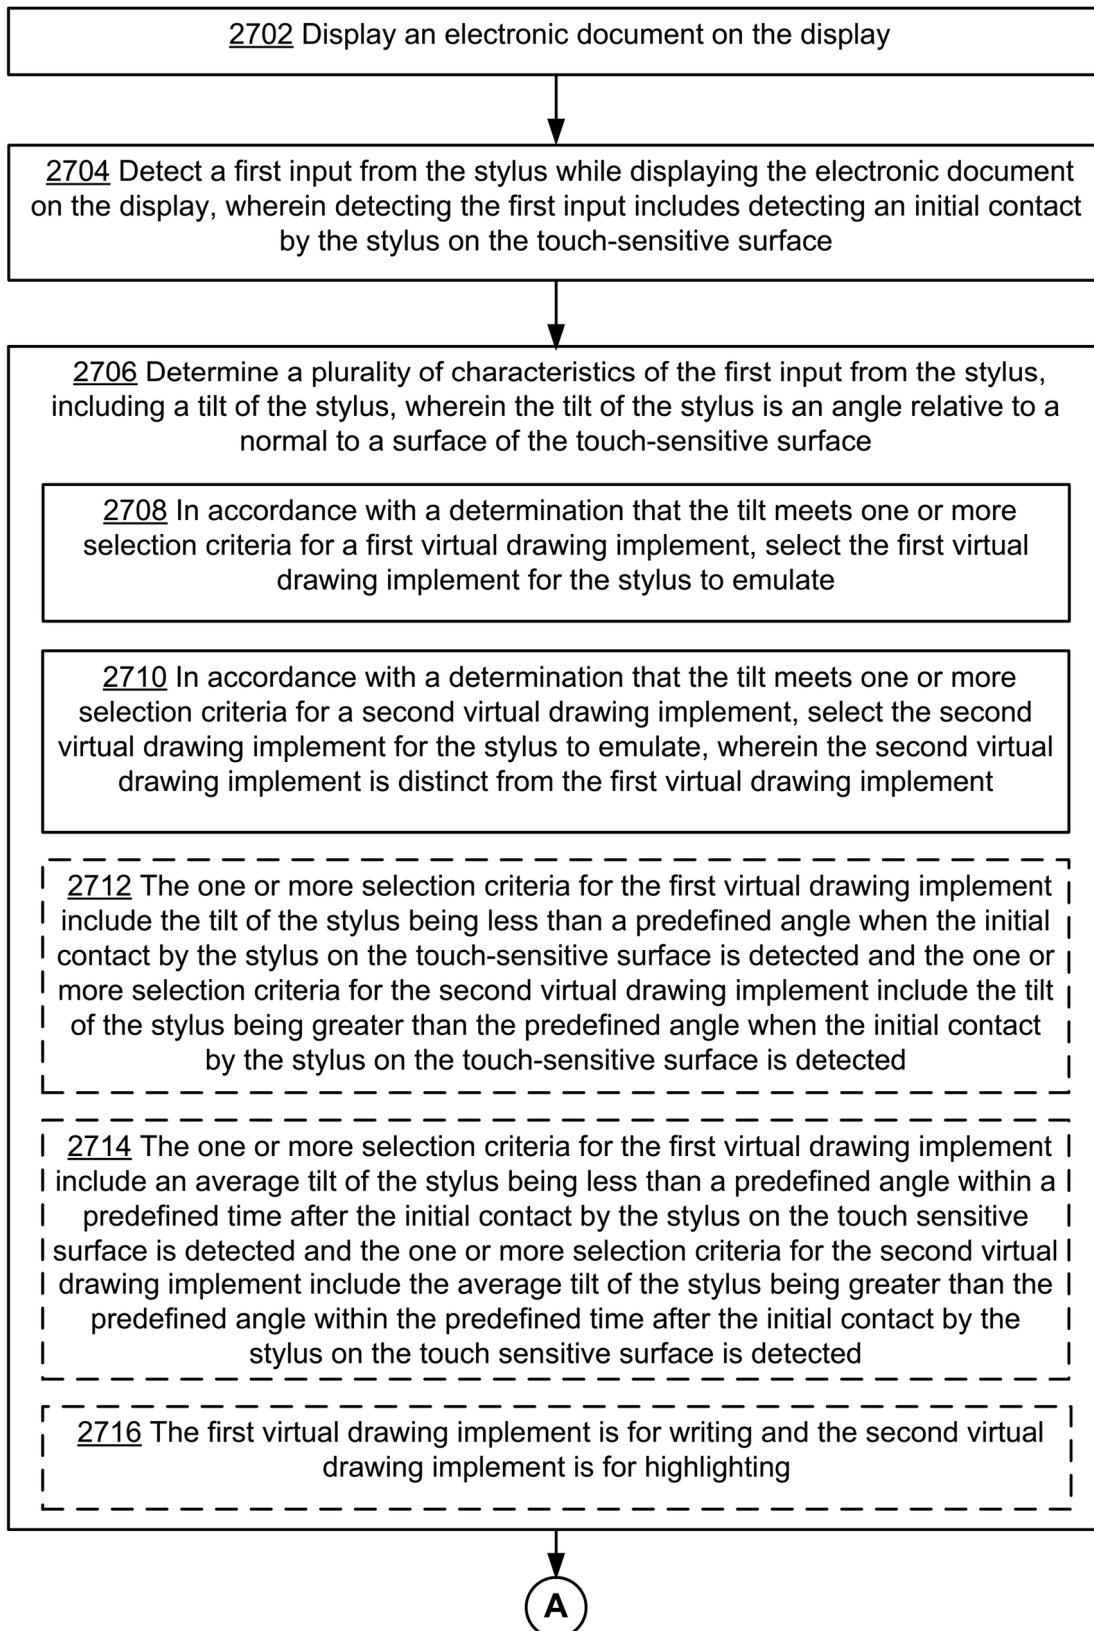 2702 Display an electronic document on the display
2704 Detect a first input from the stylus while displaying the electronic document
on the display, wherein detecting the first input includes detecting an initial contact
by the stylus on the touch-sensitive surface
2706 Determine a plurality of characteristics of the first input from the stylus,
including a tilt of the stylus, wherein the tilt of the stylus is an angle relative to a
normal to a surface of the touch-sensitive surface
2708 In accordance with a determination that the tilt meets one or more
selection criteria for a first virtual drawing implement, select the first virtual
drawing implement for the stylus to emulate
2710 In accordance with a determination that the tilt meets one or more
selection criteria for a second virtual drawing implement, select the second
virtual drawing implement for the stylus to emulate, wherein the second virtual
drawing implement is distinct from the first virtual drawing implement
2712 The one or more selection criteria for the first virtual drawing implement
include the tilt of the stylus being less than a predefined angle when the initial
contact by the stylus on the touch-sensitive surface is detected and the one or
more selection criteria for the second virtual drawing implement include the tilt
of the stylus being greater than the predefined angle when the initial contact
by the stylus on the touch-sensitive surface is detected
2714 The one or more selection criteria for the first virtual drawing implement
include an average tilt of the stylus being less than a predefined angle within a
predefined time after the initial contact by the stylus on the touch sensitive
surface is detected and the one or more selection criteria for the second virtual
drawing implement include the average tilt of the stylus being greater than the
predefined angle within the predefined time after the initial contact by the
stylus on the touch sensitive surface is detected
2716 The first virtual drawing implement is for writing and the second virtual
drawing implement is for highlighting
A